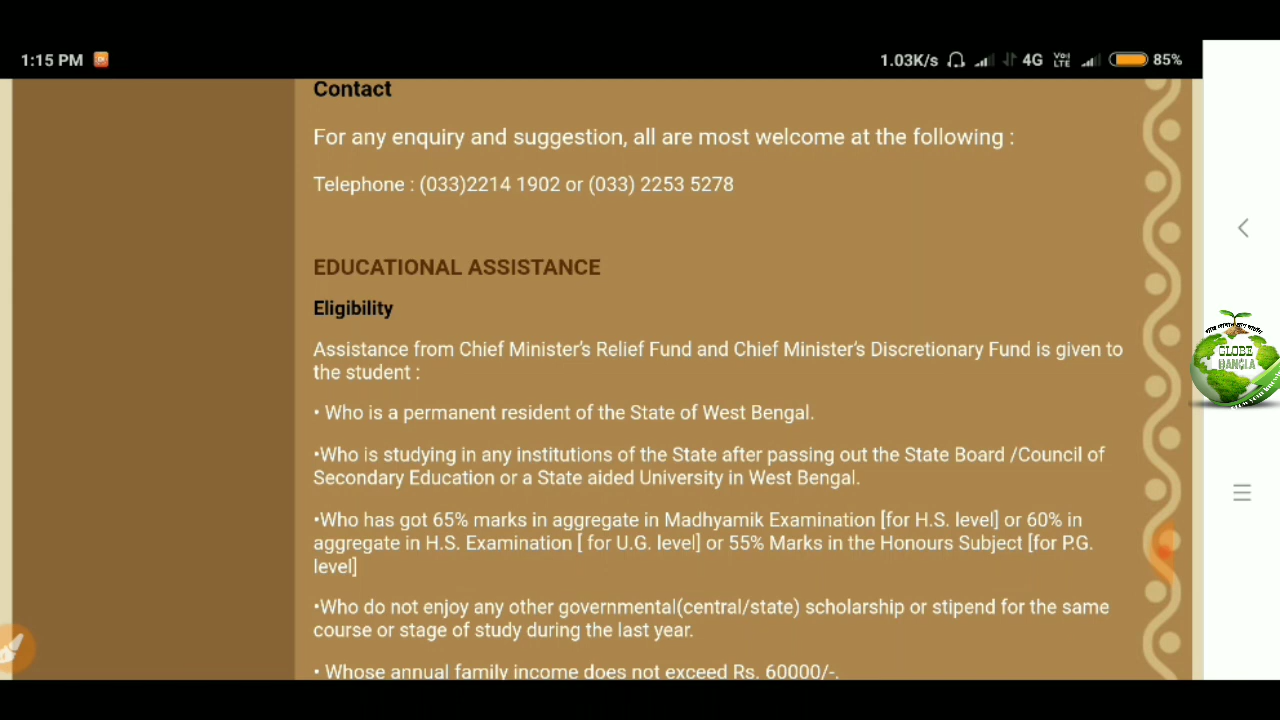 1:15 PM
1.03K/s 4G VoI LTE 85%
Contact
For any enquiry and suggestion, all are most welcome at the following :
Telephone : (033)2214 1902 or (033) 2253 5278
EDUCATIONAL ASSISTANCE
Eligibility
Assistance from Chief Minister's Relief Fund and Chief Minister's Discretionary Fund is given to
the student :
• Who is a permanent resident of the State of West Bengal.
•Who is studying in any institutions of the State after passing out the State Board /Council of
Secondary Education or a State aided University in West Bengal.
•Who has got 65% marks in aggregate in Madhyamik Examination [for H.S. level] or 60% in
aggregate in H.S. Examination [ for U.G. level] or 55% Marks in the Honours Subject [for P.G.
level]
•Who do not enjoy any other governmental(central/state) scholarship or stipend for the same
course or stage of study during the last year.
• Whose annual family income does not exceed Rs. 60000/-.
GLOBE
BANGLA